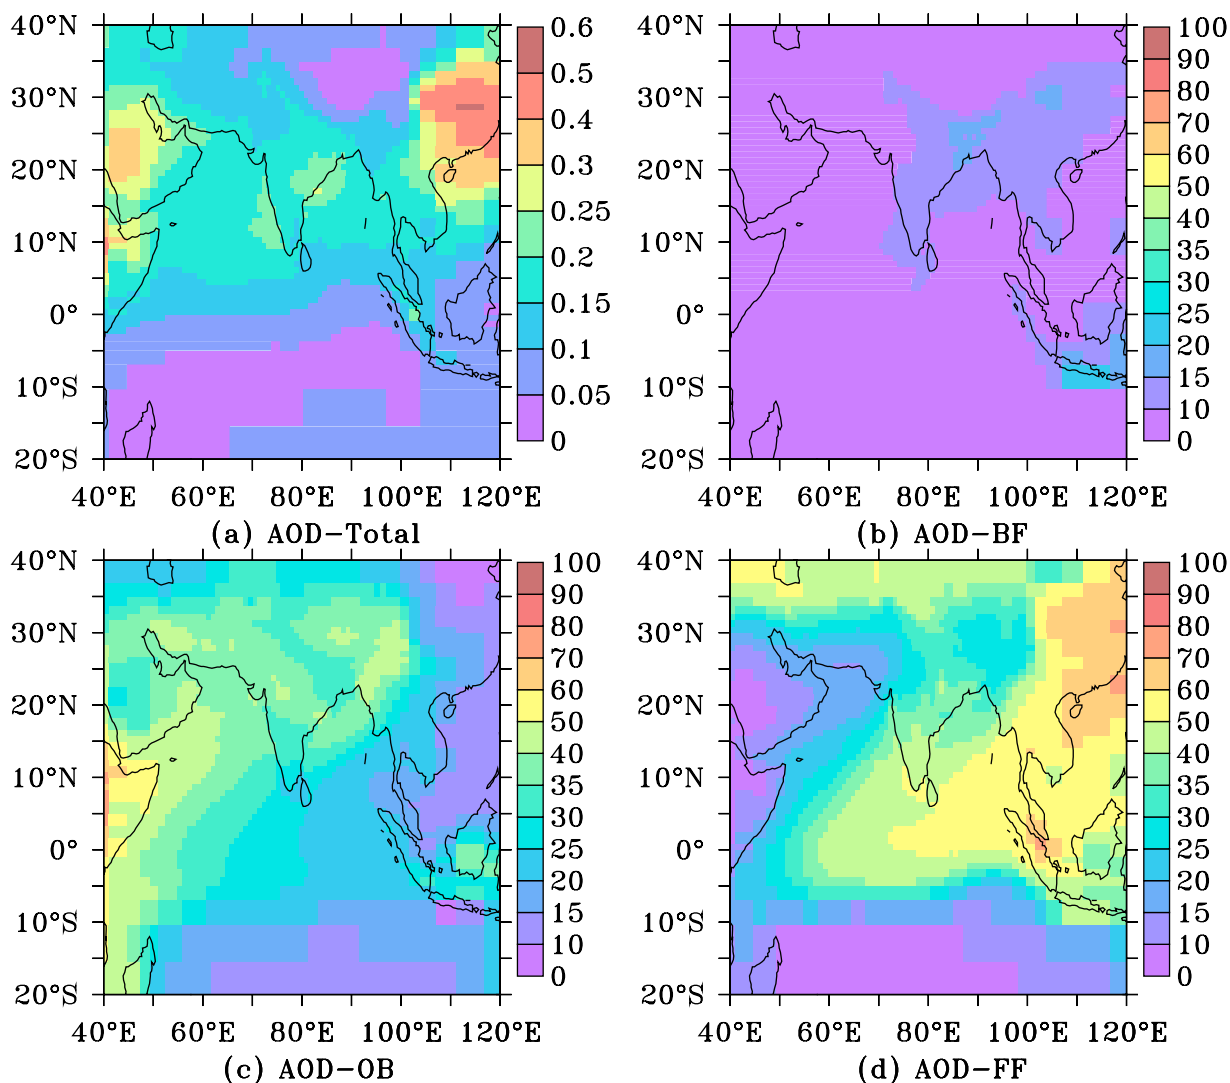 40°N
30°N
20°N
10°N
0°
10°S
20°S
40°E 60°E 80°E 100°E 120°E
0.6
0.5
0.4
0.3
0.25
0.2
0.15
0.1
0.05
0
(a) AOD-Total
40°N
30°N
20°N
10°N
0°
10°S
20°S
40°E 60°E 80°E 100°E 120°E
100
90
80
70
60
50
40
35
30
25
20
15
10
0
(b) AOD-BF
40°N
30°N
20°N
10°N
0°
10°S
20°S
40°E 60°E 80°E 100°E 120°E
100
90
80
70
60
50
40
35
30
25
20
15
10
0
(c) AOD-OB
40°N
30°N
20°N
10°N
0°
10°S
20°S
40°E 60°E 80°E 100°E 120°E
100
90
80
70
60
50
40
35
30
25
20
15
10
0
(d) AOD-FF